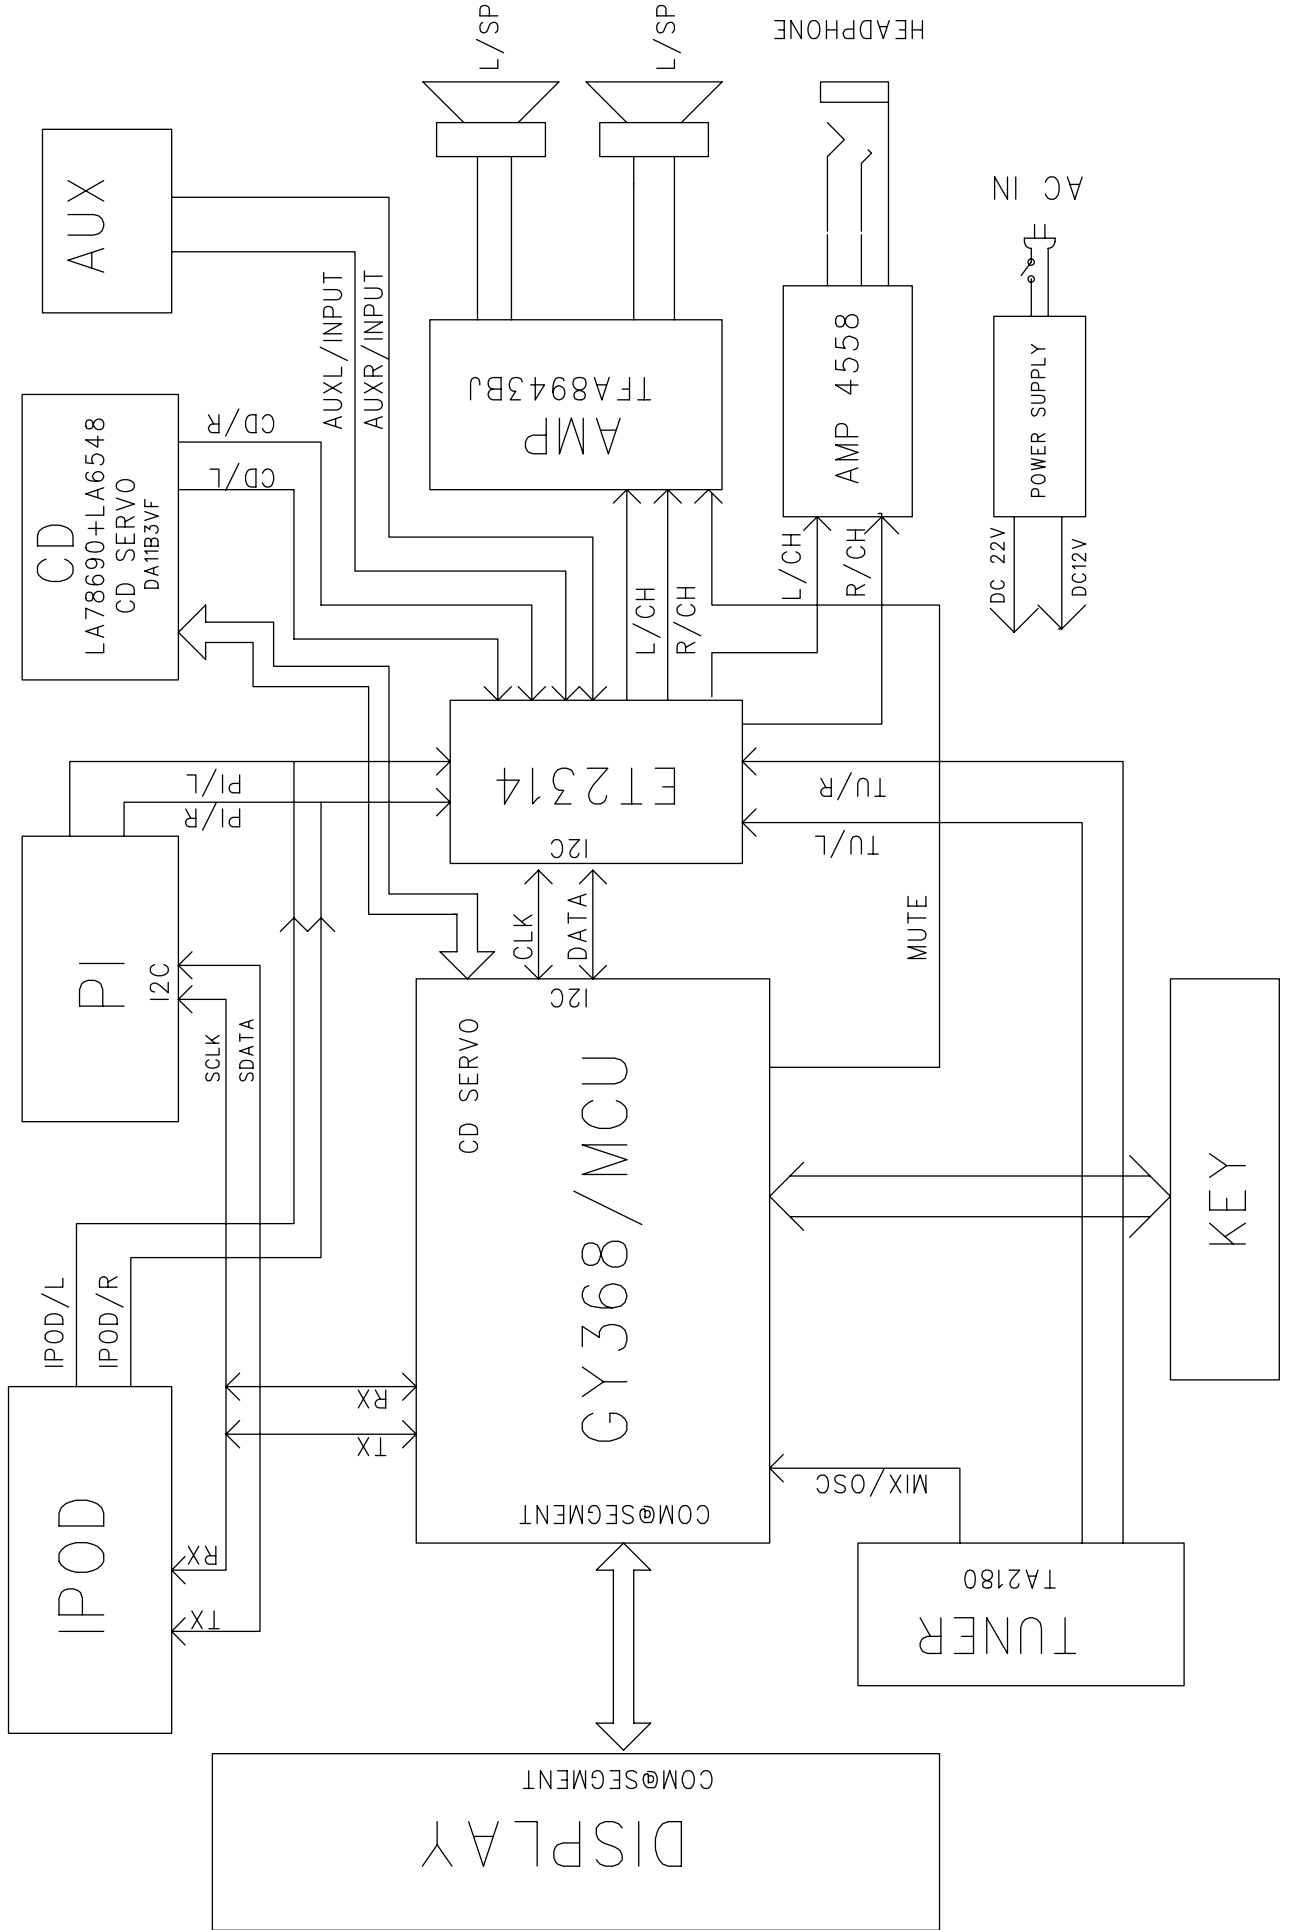 L/SP
L/SP
HEADPHONE
AUX
AC IN
AUXL/INPUT
AUXR/INPUT
AMP
TFA8943BJ
AMP 4558
POWER SUPPLY
DC 22V
DC12V
CD
LA78690+LA6548
CD SERVO
DA11B3VF
CD/R
CD/L
L/CH
R/CH
L/CH
R/CH
PI/L
PI/R
ET2314
I2C
TU/R
TU/L
PI
I2C
SCLK
SDATA
CLK
DATA
MUTE
I2C
CD SERVO
GY368/MCU
COM@SEGMENT
KEY
IPOD/L
IPOD/R
IPOD
RX
TX
RX
TX
MIX/OSC
TA2180
TUNER
COM@SEGMENT
DISPLAY